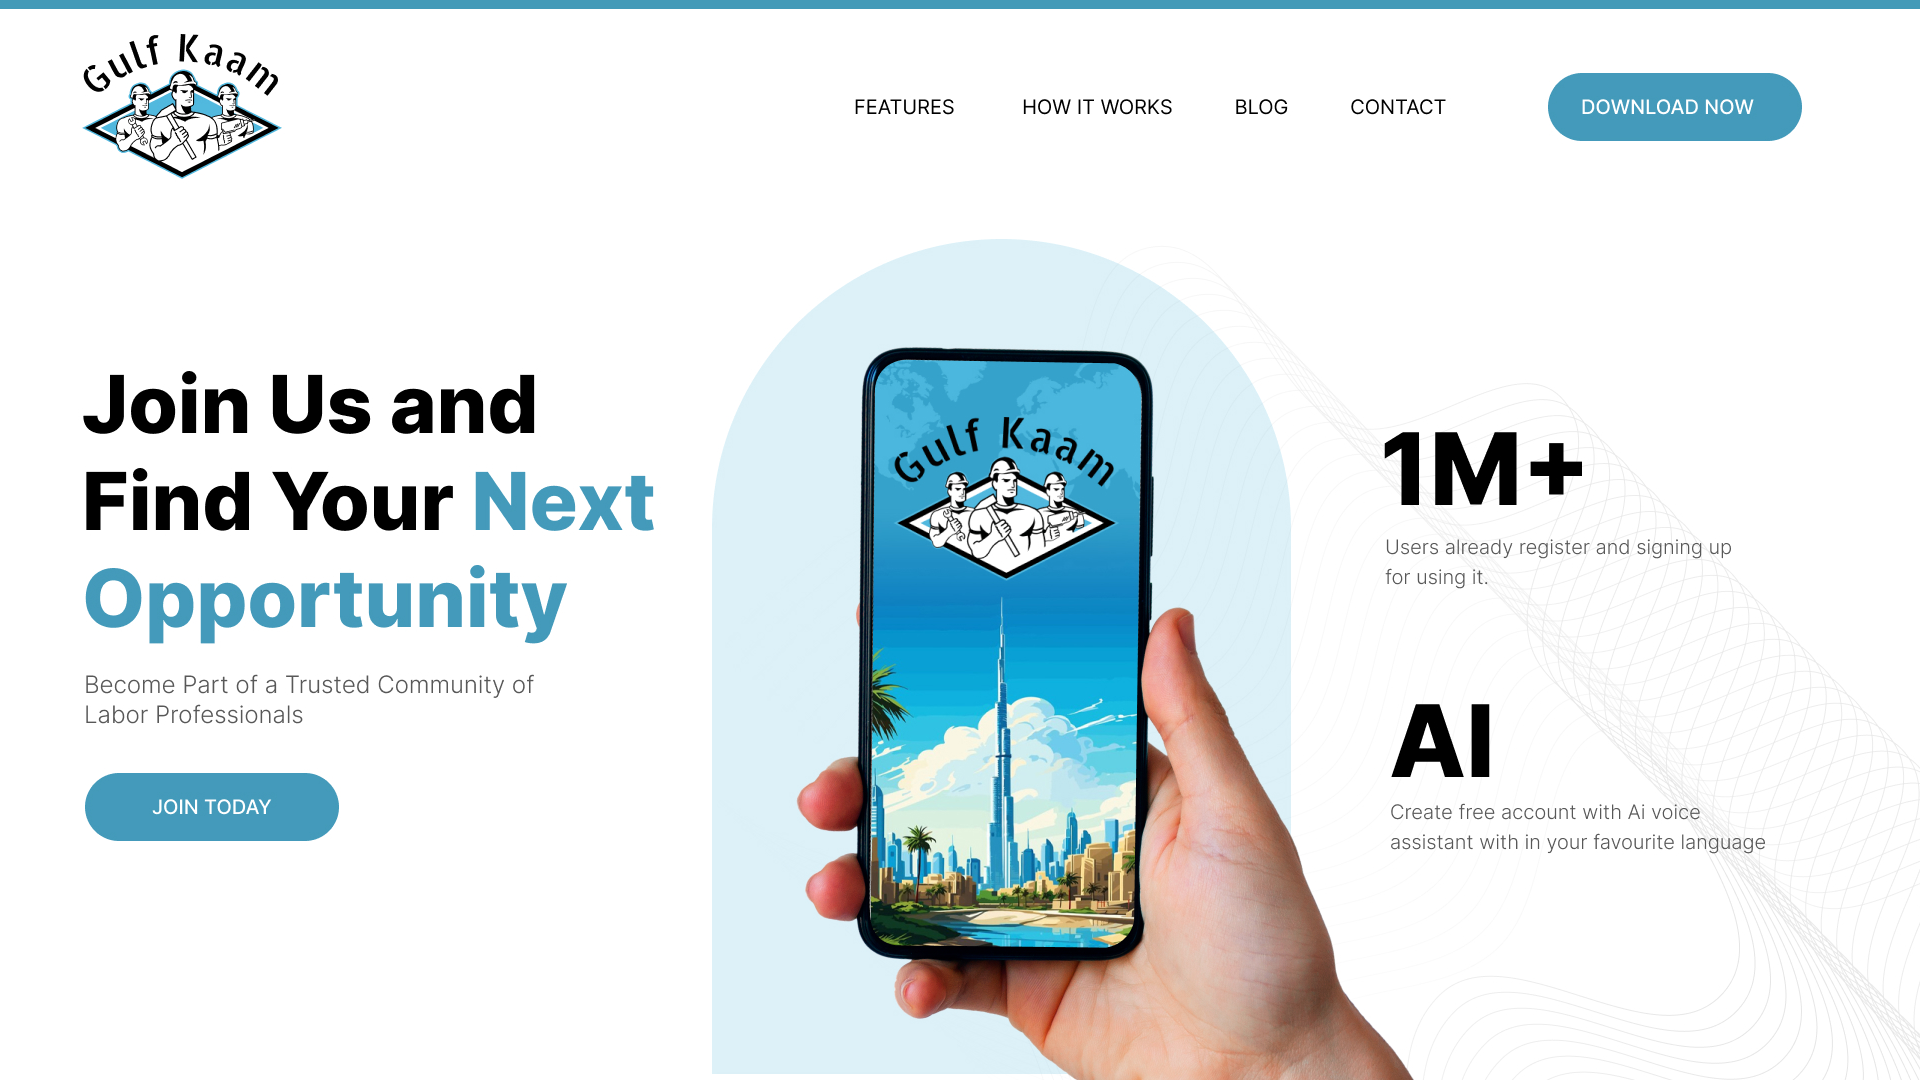 Gulf Kaam
FEATURES
HOW IT WORKS
BLOG
CONTACT
DOWNLOAD NOW
Join Us and
Find Your Next
Opportunity
Become Part of a Trusted Community of
Labor Professionals
JOIN TODAY
Gulf Kaam
1M+
Users already register and signing up
for using it.
AI
Create free account with Ai voice
assistant with in your favourite language